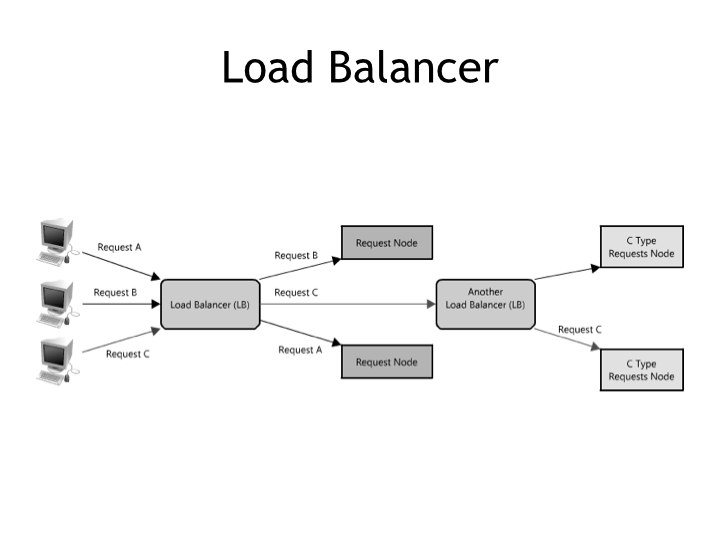 Load Balancer
Request A
Request B
Request C
Load Balancer (LB)
Request B
Request C
Request A
Request Node
Request Node
Another
Load Balancer (LB)
Request C
C Type
Requests Node
C Type
Requests Node